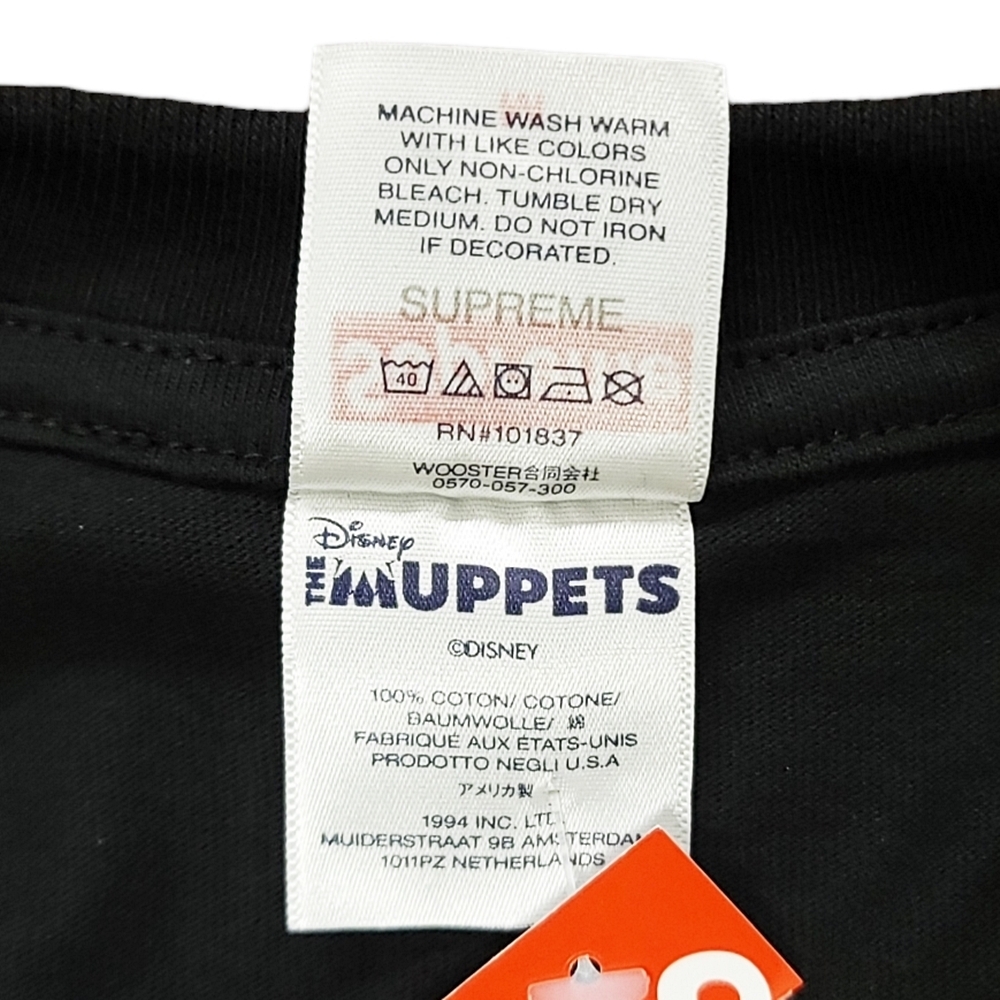 MACHINE WASH WARM
WITH LIKE COLORS
ONLY NON-CHLORINE
BLEACH. TUMBLE DRY
MEDIUM. DO NOT IRON
IF DECORATED.
SUPREME
40
RN#101837
WOOSTER合同会社
0570-057-300
Disney
THE MUPPETS
©DISNEY
100% COTON/ COTONE/
BAUMWOLLE/ 綿
FABRIQUÉ AUX ÉTATS-UNIS
PRODOTTO NEGLI U.S.A
アメリカ製
1994 INC. LTD.
MUIDERSTRAAT 9B AMSTERDAM
1011PZ NETHERLANDS